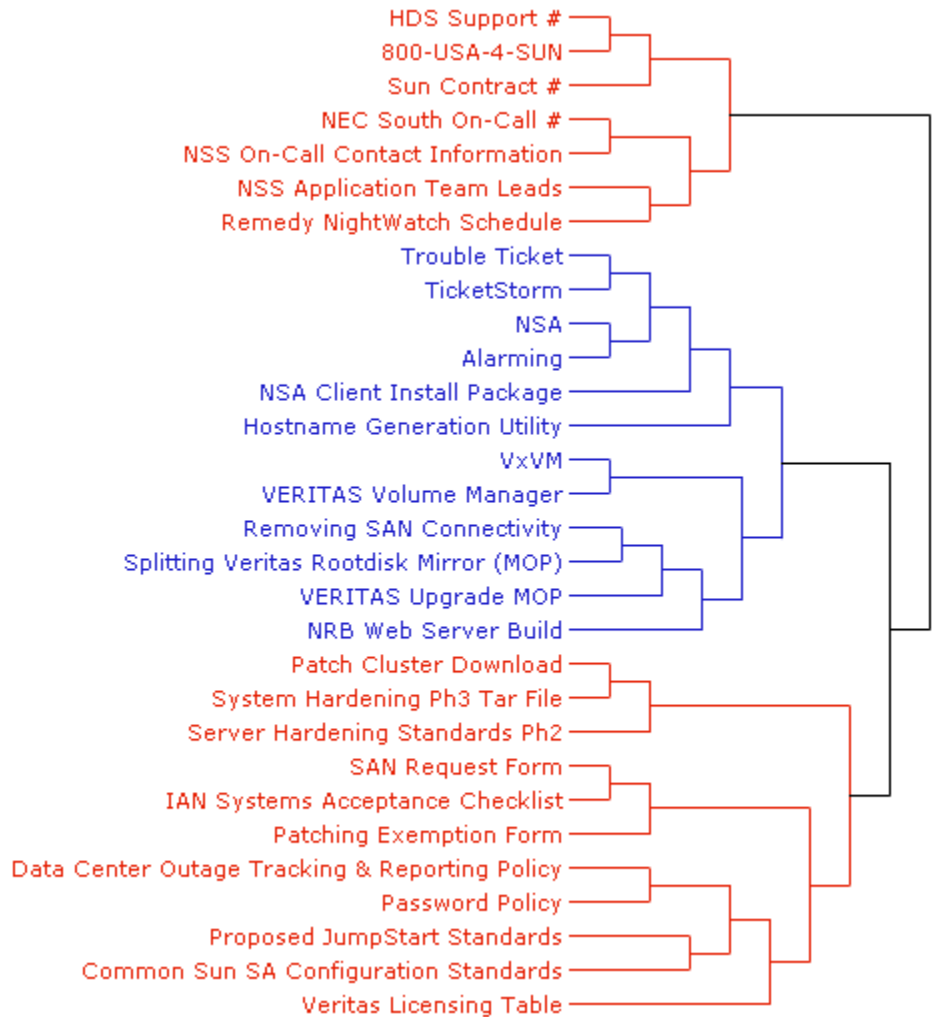 HDS Support #
800-USA-4-SUN
Sun Contract #
NEC South On-Call #
NSS On-Call Contact Information
NSS Application Team Leads
Remedy NightWatch Schedule
Trouble Ticket
TicketStorm
NSA
Alarming
NSA Client Install Package
Hostname Generation Utility
VxVM
VERITAS Volume Manager
Removing SAN Connectivity
Splitting Veritas Rootdisk Mirror (MOP)
VERITAS Upgrade MOP
NRB Web Server Build
Patch Cluster Download
System Hardening Ph3 Tar File
Server Hardening Standards Ph2
SAN Request Form
IAN Systems Acceptance Checklist
Patching Exemption Form
Data Center Outage Tracking & Reporting Policy
Password Policy
Proposed JumpStart Standards
Common Sun SA Configuration Standards
Veritas Licensing Table